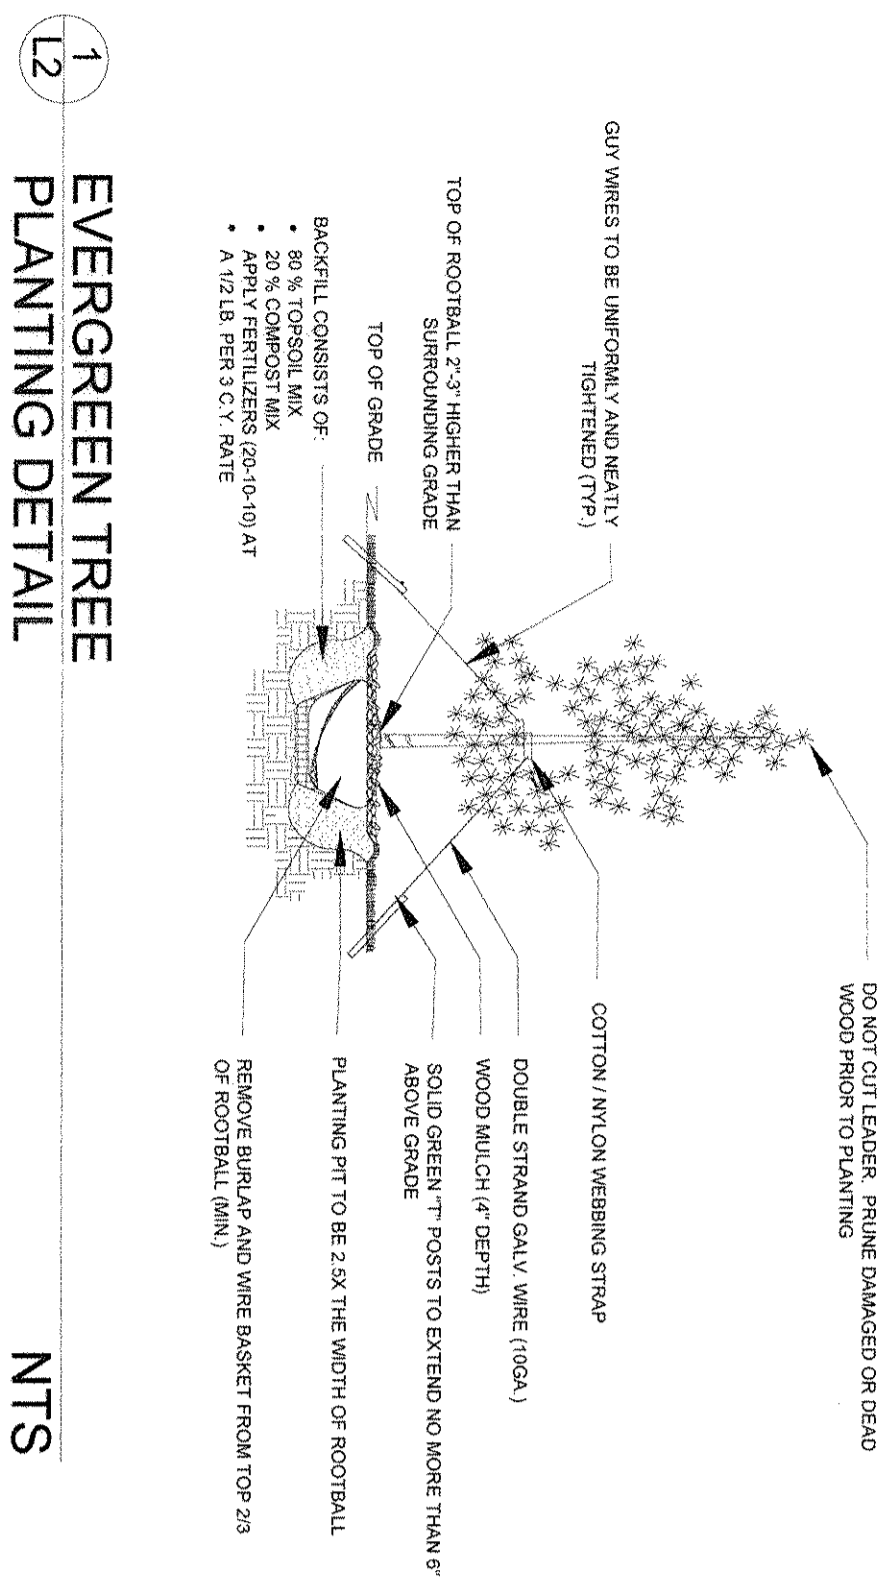 DO NOT CUT LEADER. PRUNE DAMAGED OR DEAD
WOOD PRIOR TO PLANTING
GUY WIRES TO BE UNIFORMLY AND NEATLY
TIGHTENED (TYP.)
COTTON / NYLON WEBBING STRAP
DOUBLE STRAND GALV. WIRE (10GA.)
TOP OF ROOTBALL 2"-3" HIGHER THAN
SURROUNDING GRADE
WOOD MULCH (4" DEPTH)
SOLID GREEN "T" POSTS TO EXTEND NO MORE THAN 6"
ABOVE GRADE
TOP OF GRADE
PLANTING PIT TO BE 2.5X THE WIDTH OF ROOTBALL
BACKFILL CONSISTS OF:
• 80 % TOPSOIL MIX
20 % COMPOST MIX
• APPLY FERTILIZERS (20-10-10) AT
• A 1/2 LB. PER 3 C.Y. RATE
REMOVE BURLAP AND WIRE BASKET FROM TOP 2/3
OF ROOTBALL (MIN.)
1
L2
EVERGREEN TREE
PLANTING DETAIL
NTS